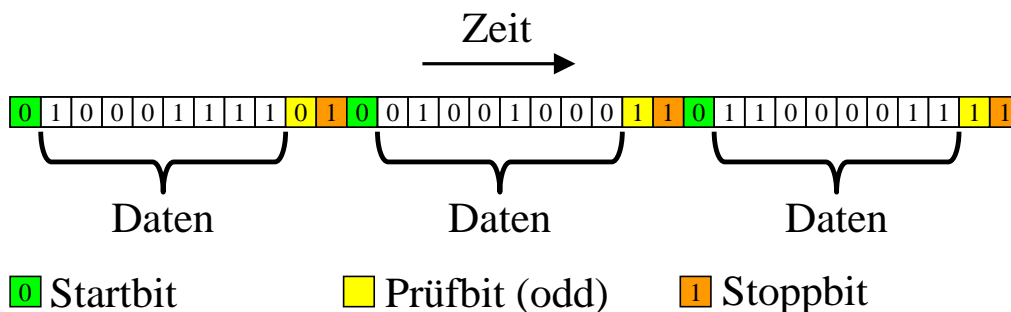 Zeit
0 1 0 0 0 1 1 1 1 0 1 0 0 1 0 0 1 0 0 0 1 1 0 1 1 0 0 0 0 1 1 1 1
Daten Daten Daten
0 Startbit Prüfbit (odd) 1 Stoppbit